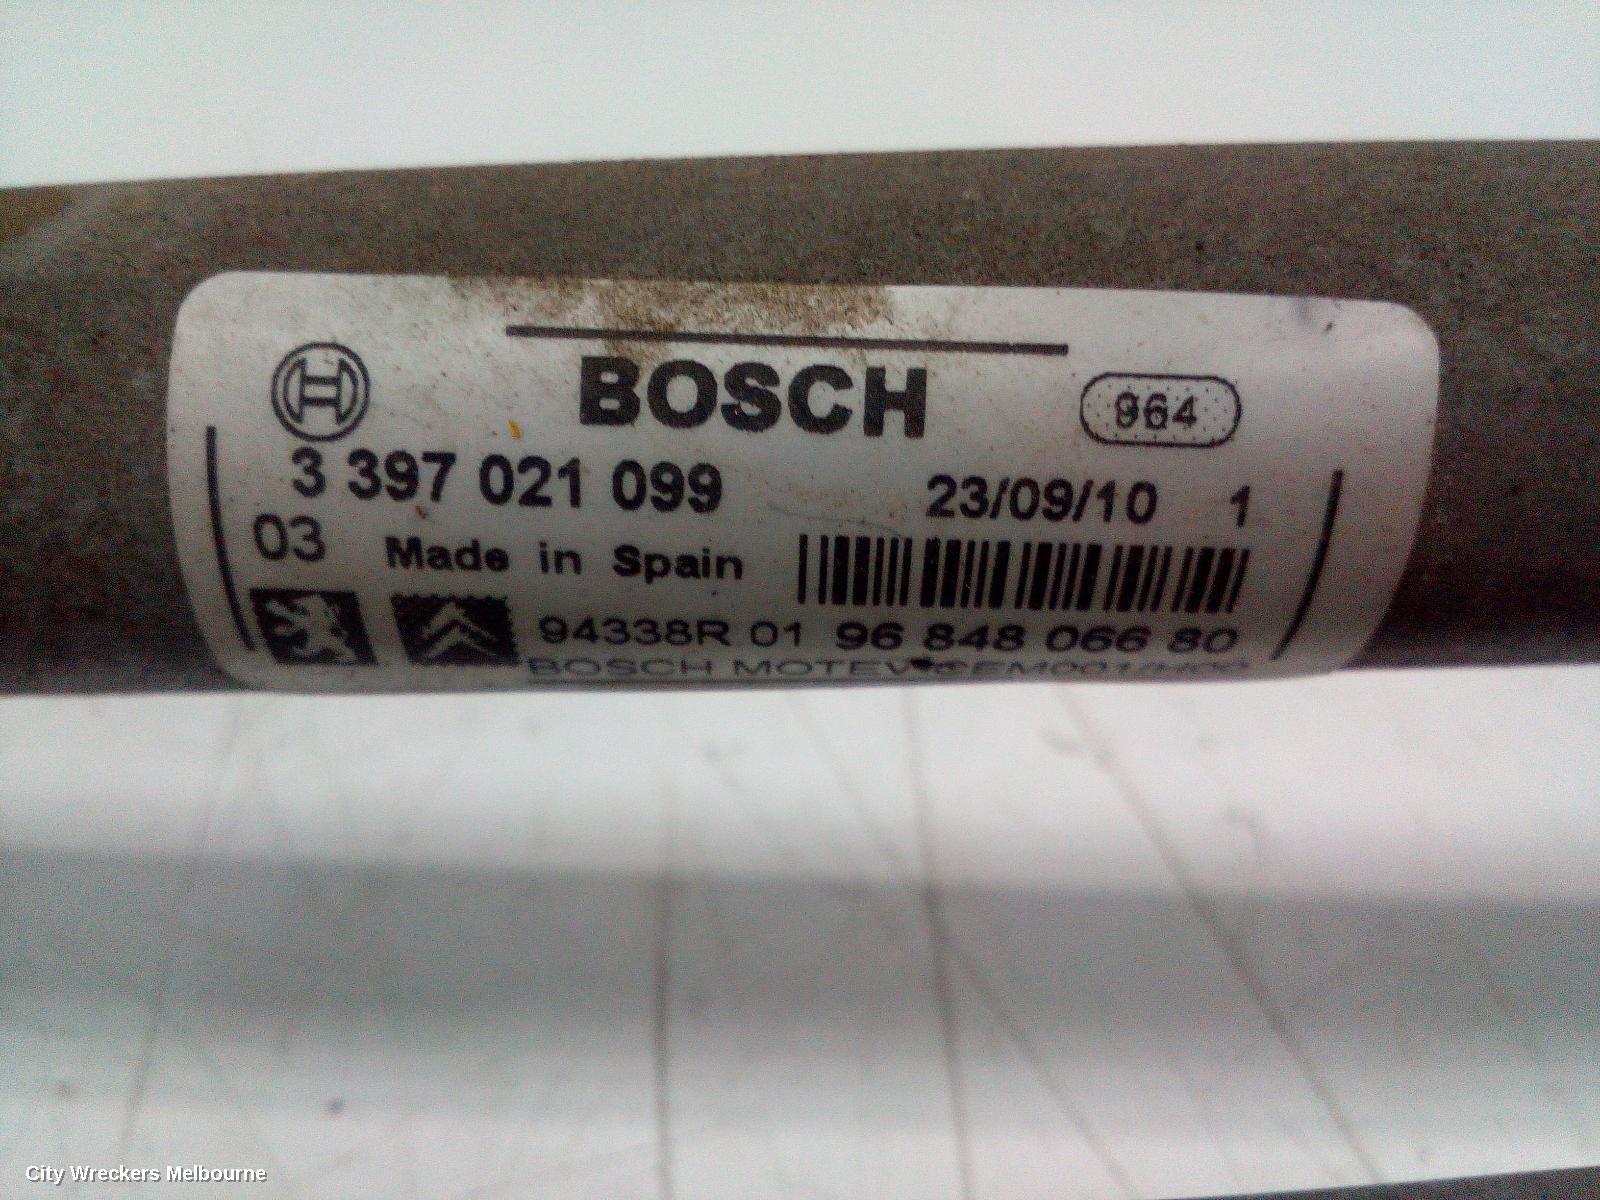 BOSCH
964
3 397 021 099
23/09/10 1
03
Made in Spain
94338R 01 96 848 066 80
BOSCH
City Wreckers Melbourne